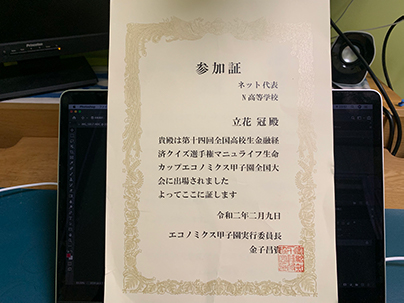 参加証
ネット代表
N高等学校
立花 冠 殿
貴殿は第十四回全国高校生金融経
済クイズ選手権マニュライフ生命
カップエコノミクス甲子園全国大
会に出場されました
よってここに証します
令和二年二月九日
エコノミクス甲子園実行委員長
金子昌資